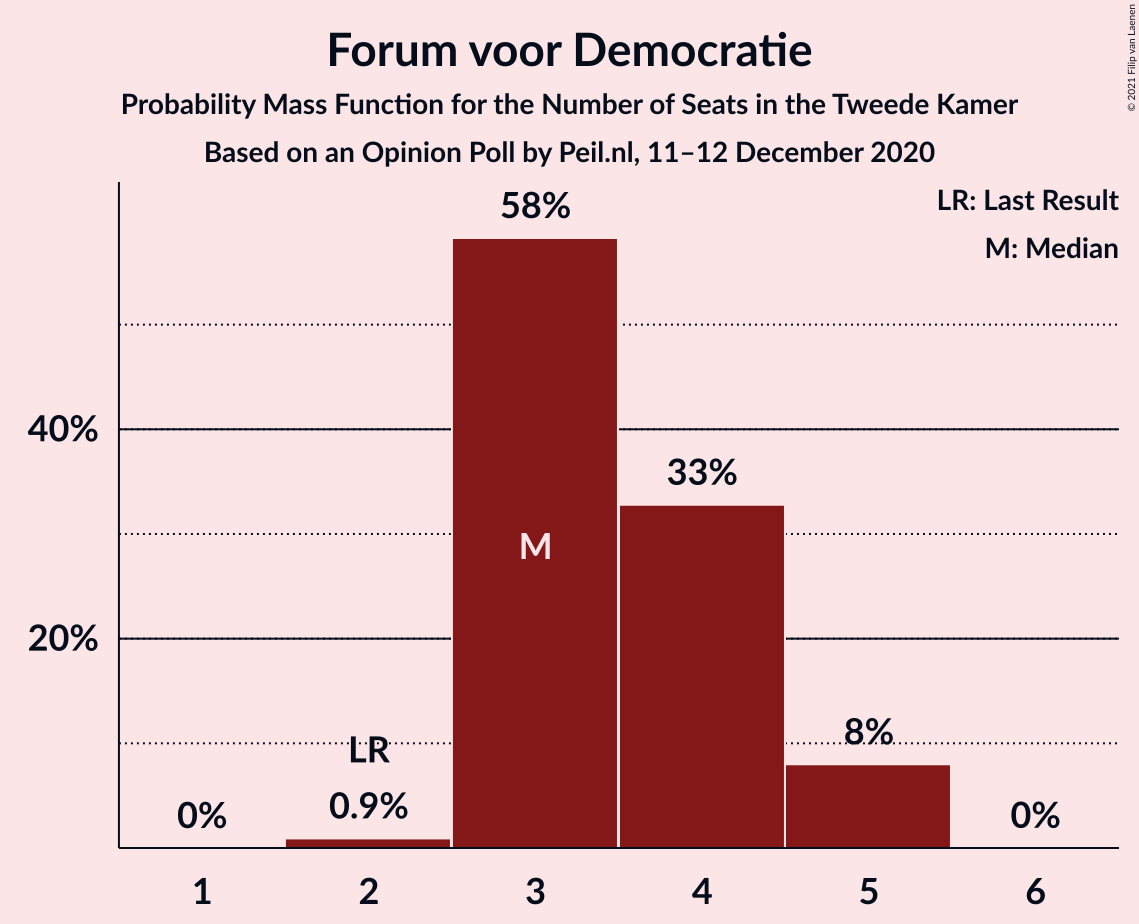 Forum voor Democratie
Probability Mass Function for the Number of Seats in the Tweede Kamer
Based on an Opinion Poll by Peil.nl, 11–12 December 2020
© 2021 Filip van Laenen
LR: Last Result
M: Median
58%
40%
33%
M
20%
8%
LR
0%
0.9%
0%
1 2 3 4 5 6